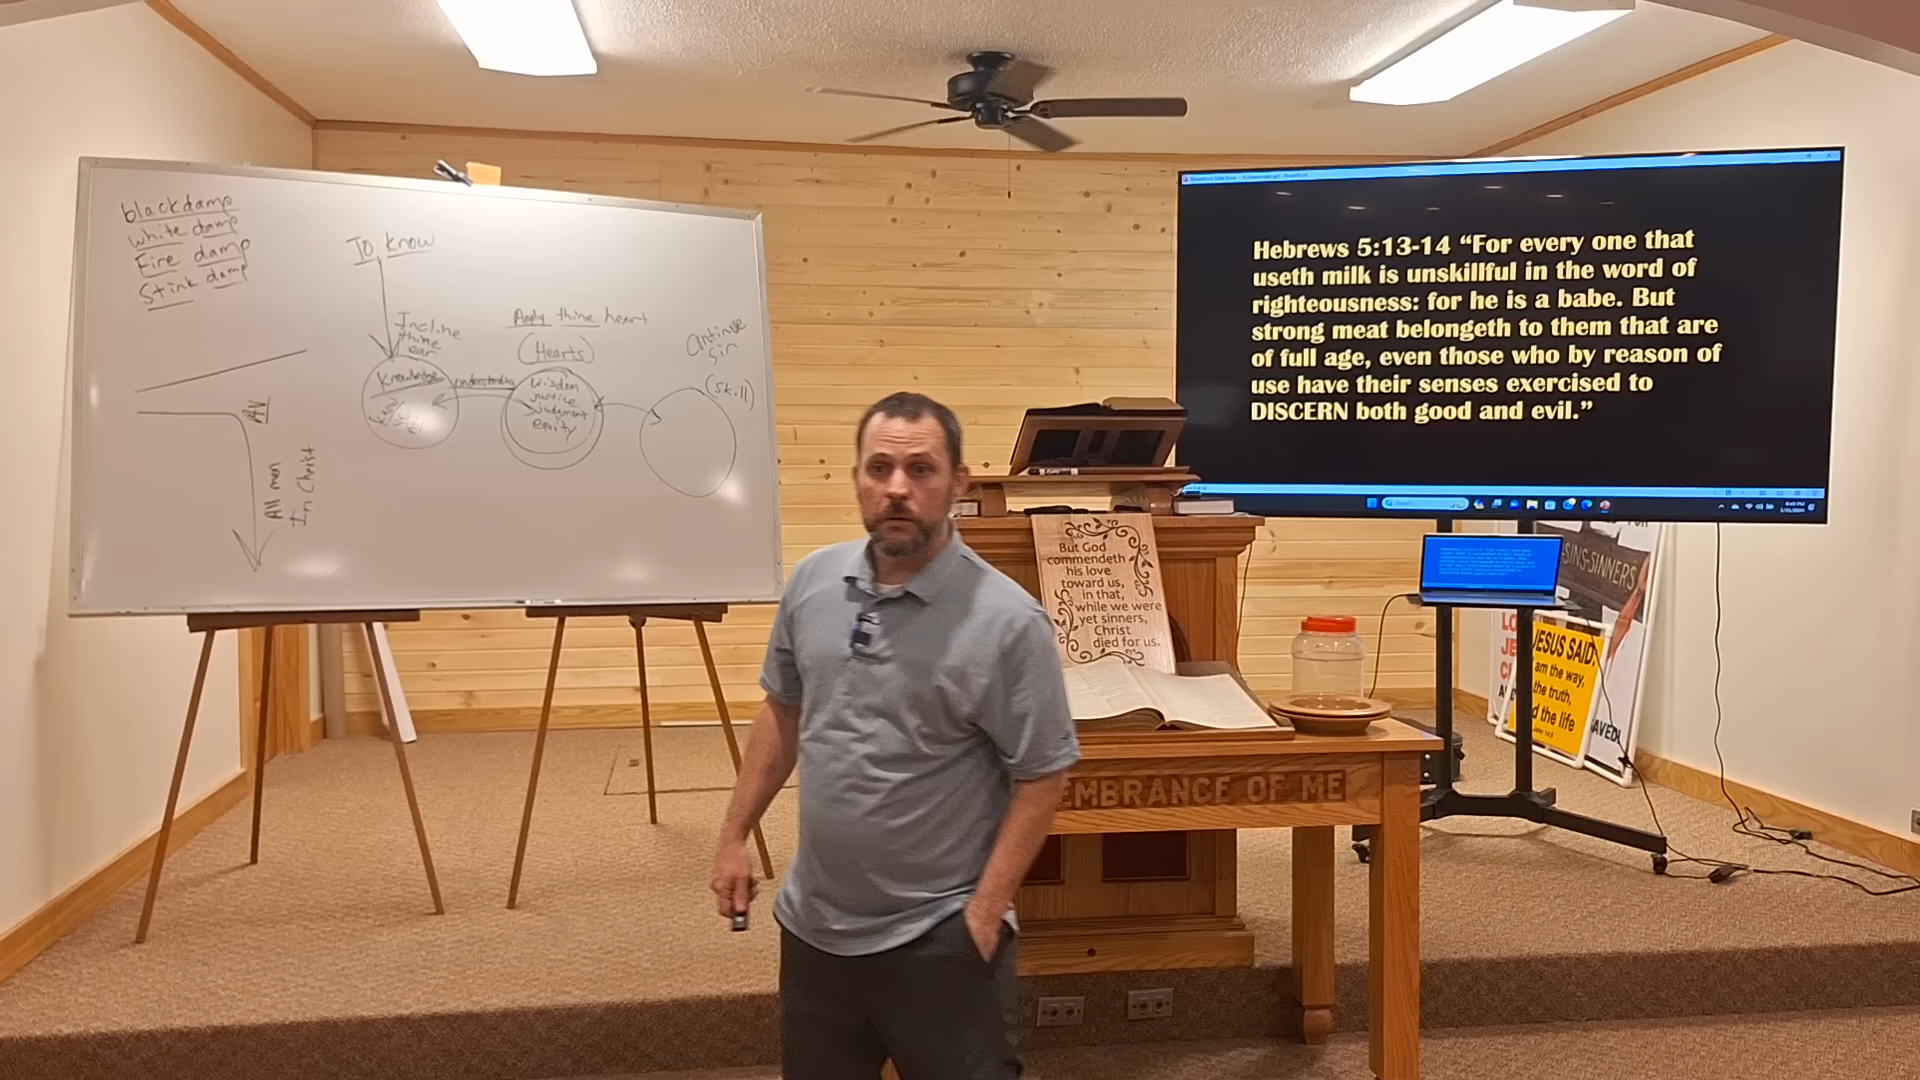 blackdamp
white damp
Fire damp
Stink damp
To know
Incline
thine
ear
Knowledge
understanding
Apply thine heart
(Hearts)
wisdom
justice
judgment
equity
Continue
(skill)
AV
All men
In Christ
Hebrews 5:13-14 “For every one that
useth milk is unskillful in the word of
righteousness: for he is a babe. But
strong meat belongeth to them that are
of full age, even those who by reason of
use have their senses exercised to
DISCERN both good and evil.”
But God
commendeth
his love
toward us,
in that,
while we were
yet sinners,
Christ
died for us.
EMBRANCE OF ME
SINS-SINNERS
JESUS SAID:
am the way,
the truth,
d the life
AVED!